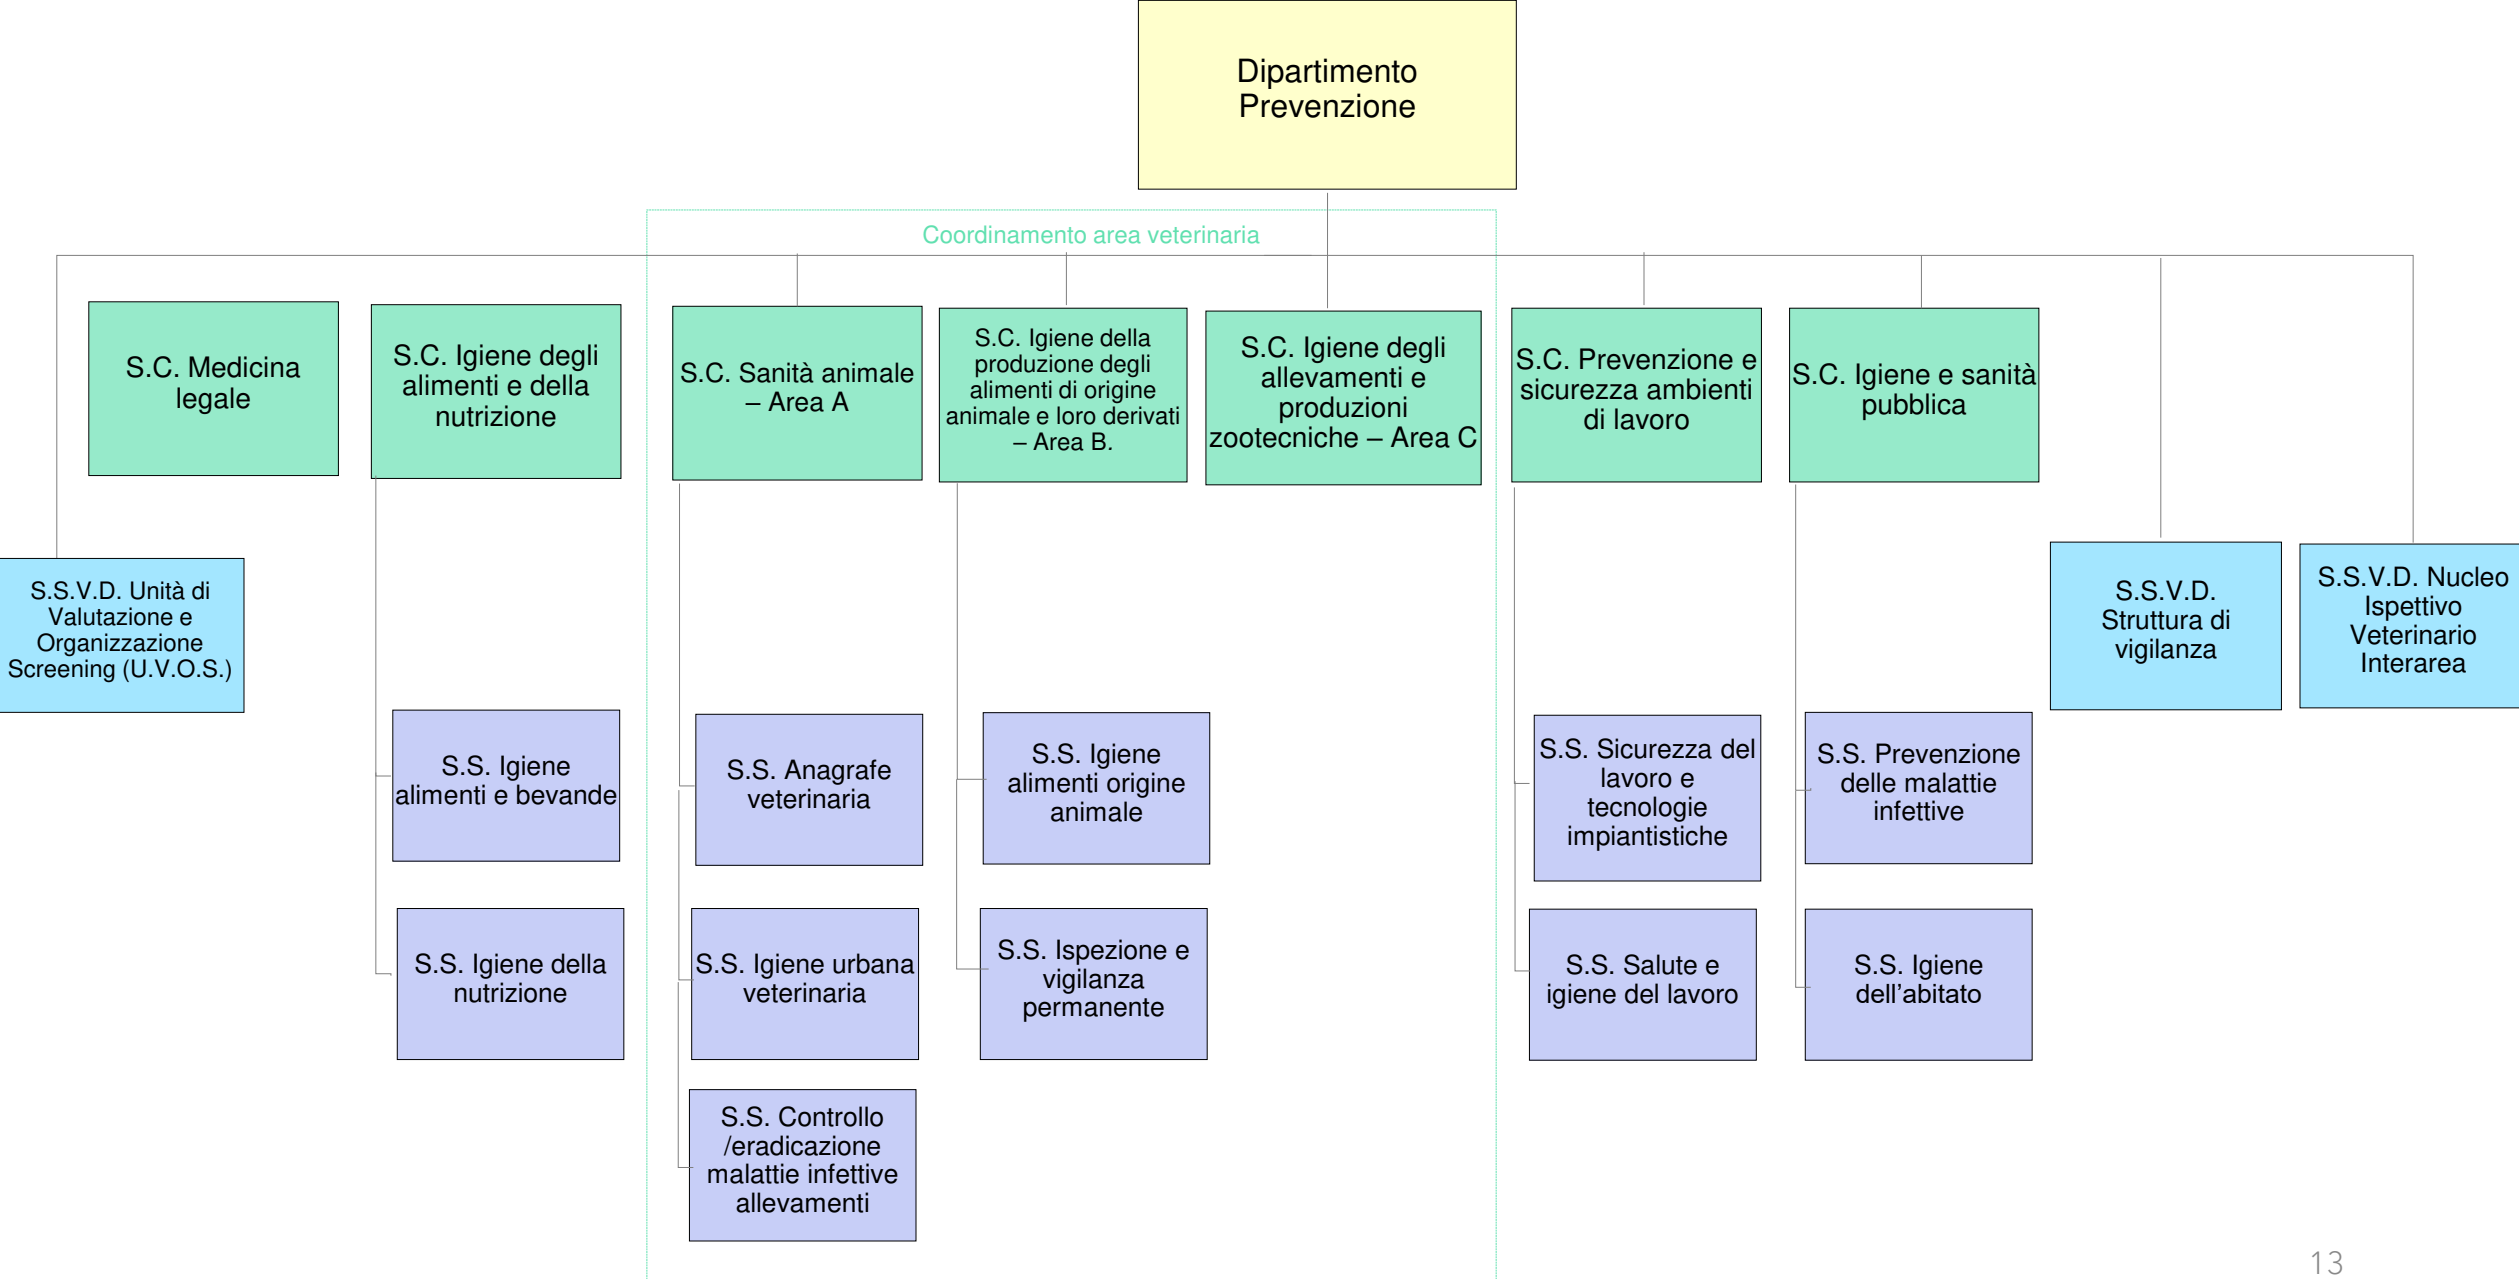 Dipartimento
Prevenzione
Coordinamento area veterinaria
S.C. Medicina
legale
S.C. Igiene degli
alimenti e della
nutrizione
S.C. Sanità animale
– Area A
S.C. Igiene della
produzione degli
alimenti di origine
animale e loro derivati
– Area B.
S.C. Igiene degli
allevamenti e
produzioni
zootecniche – Area C
S.C. Prevenzione e
sicurezza ambienti
di lavoro
S.C. Igiene e sanità
pubblica
S.S.V.D. Unità di
Valutazione e
Organizzazione
Screening (U.V.O.S.)
S.S.V.D.
Struttura di
vigilanza
S.S.V.D. Nucleo
Ispettivo
Veterinario
Interarea
S.S. Igiene
alimenti e bevande
S.S. Anagrafe
veterinaria
S.S. Igiene
alimenti origine
animale
S.S. Sicurezza del
lavoro e
tecnologie
impiantistiche
S.S. Prevenzione
delle malattie
infettive
S.S. Igiene della
nutrizione
S.S. Igiene urbana
veterinaria
S.S. Ispezione e
vigilanza
permanente
S.S. Salute e
igiene del lavoro
S.S. Igiene
dell’abitato
S.S. Controllo
/eradicazione
malattie infettive
allevamenti
13